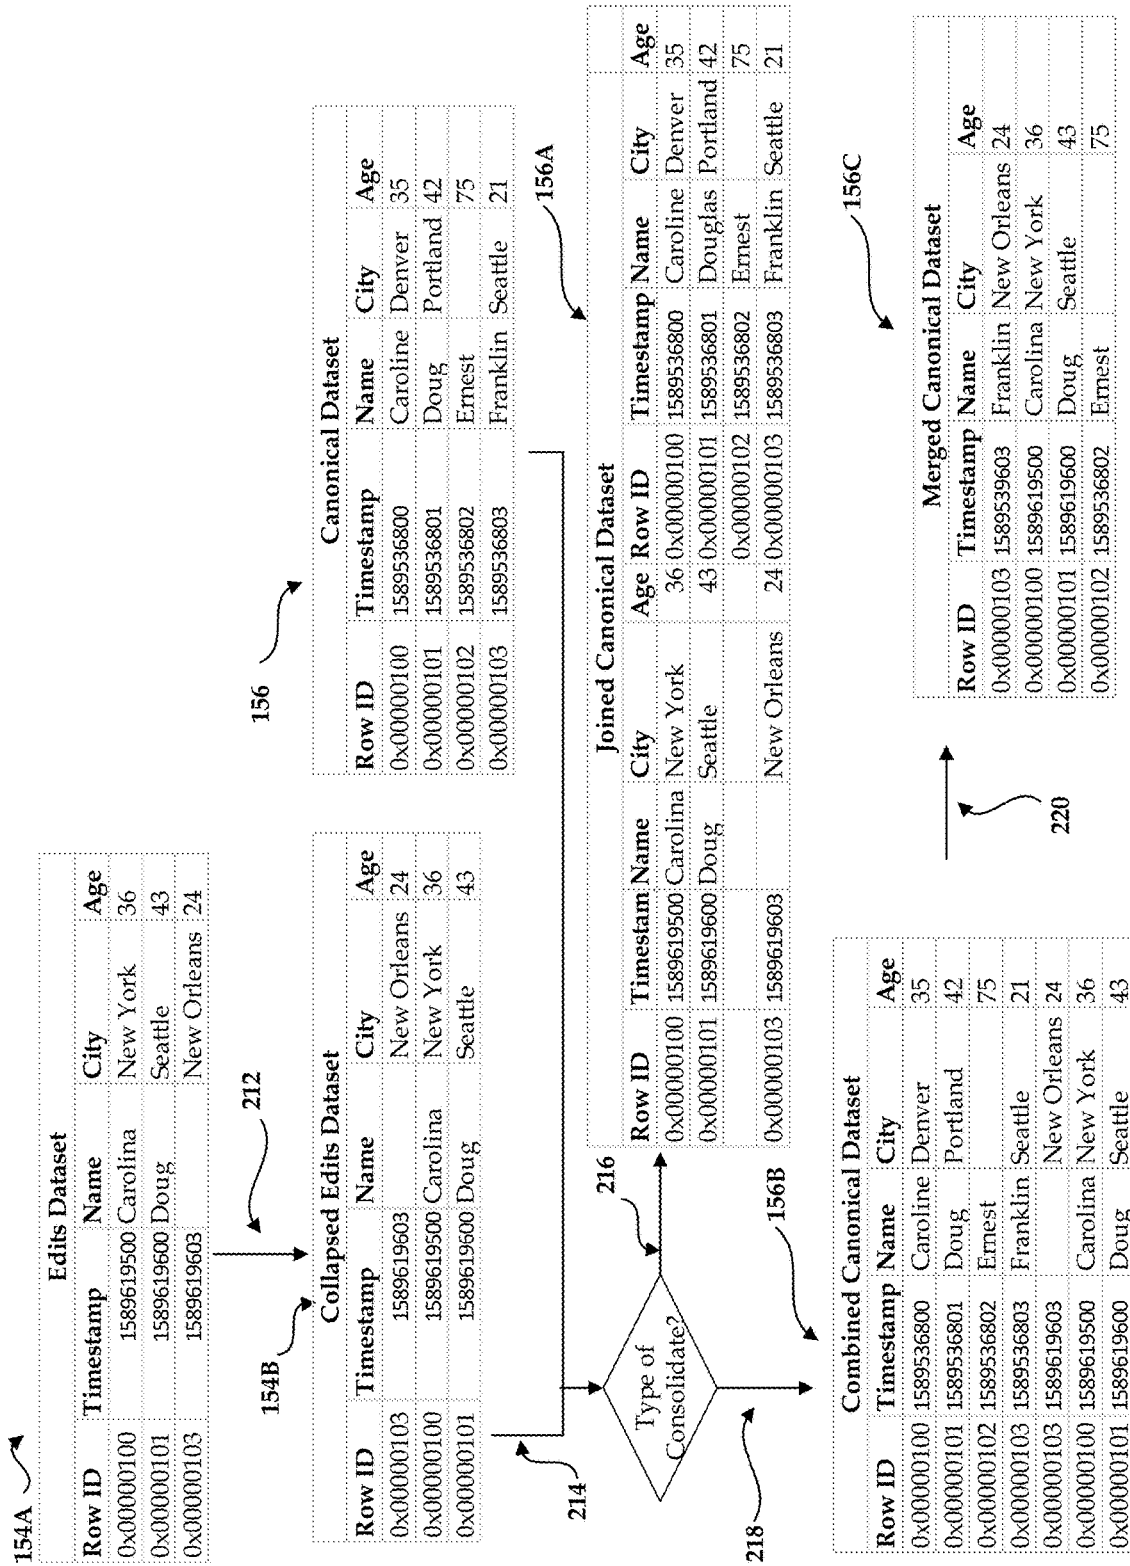 154A
Edits Dataset
Row ID Timestamp Name City Age
0x00000100 1589619500 Carolina New York 36
0x00000101 1589619600 Doug Seattle 43
0x00000103 1589619603 New Orleans 24
212
154B
Collapsed Edits Dataset
Row ID Timestamp Name City Age
0x00000103 1589619603 New Orleans 24
0x00000100 1589619500 Carolina New York 36
0x00000101 1589619600 Doug Seattle 43
156
Canonical Dataset
Row ID Timestamp Name City Age
0x00000100 1589536800 Caroline Denver 35
0x00000101 1589536801 Doug Portland 42
0x00000102 1589536802 Ernest 75
0x00000103 1589536803 Franklin Seattle 21
214
Type of
Consolidate?
216
218
156A
Joined Canonical Dataset
Row ID Timestam Name City Age Row ID Timestamp Name City Age
0x00000100 1589619500 Carolina New York 36 0x00000100 1589536800 Caroline Denver 35
0x00000101 1589619600 Doug Seattle 43 0x00000101 1589536801 Douglas Portland 42
0x00000102 1589536802 Ernest 75
0x00000103 1589619603 New Orleans 24 0x00000103 1589536803 Franklin Seattle 21
156B
Combined Canonical Dataset
Row ID Timestamp Name City Age
0x00000100 1589536800 Caroline Denver 35
0x00000101 1589536801 Doug Portland 42
0x00000102 1589536802 Ernest 75
0x00000103 1589536803 Franklin Seattle 21
0x00000103 1589619603 New Orleans 24
0x00000100 1589619500 Carolina New York 36
0x00000101 1589619600 Doug Seattle 43
220
156C
Merged Canonical Dataset
Row ID Timestamp Name City Age
0x00000103 1589539603 Franklin New Orleans 24
0x00000100 1589619500 Carolina New York 36
0x00000101 1589619600 Doug Seattle 43
0x00000102 1589536802 Ernest 75